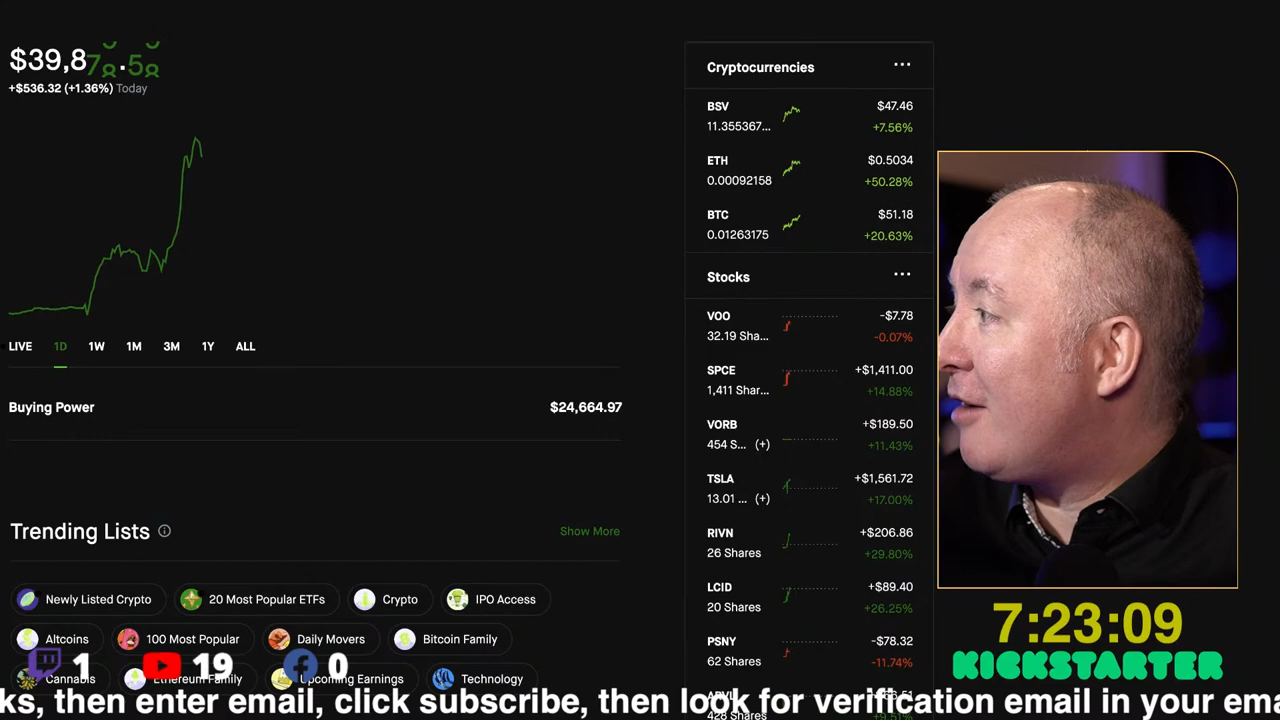 $39,8
+$536.32 (+1.36%) Today
LIVE 1D 1W 1M 3M 1Y ALL
Buying Power $24,664.97
Trending Lists Show More
Newly Listed Crypto 20 Most Popular ETFs Crypto IPO Access
Altcoins 100 Most Popular Daily Movers Bitcoin Family
Cannabis Ethereum Family Upcoming Earnings Technology
1 19 0
Cryptocurrencies ...
BSV $47.46
11.355367... +7.56%
ETH $0.5034
0.00092158 +50.28%
BTC $51.18
0.01263175 +20.63%
Stocks ...
VOO -$7.78
32.19 Sha... -0.07%
SPCE +$1,411.00
1,411 Shar... +14.88%
VORB +$189.50
454 S... (+) +11.43%
TSLA +$1,561.72
13.01 ... (+) +17.00%
RIVN +$206.86
26 Shares +29.80%
LCID +$89.40
20 Shares +26.25%
PSNY -$78.32
62 Shares -11.74%
428 Shares
7:23:09
KICKSTARTER
ks, then enter email, click subscribe, then look for verification email in your ema